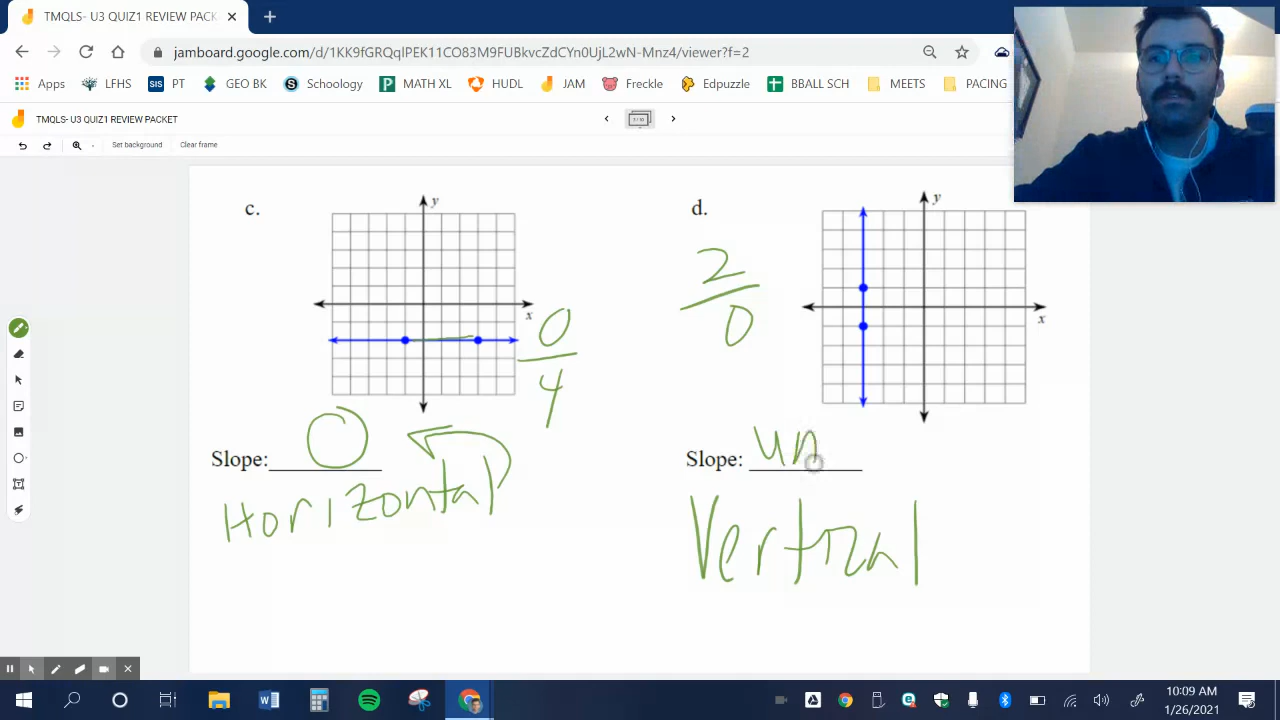 TMQLS- U3 QUIZ1 REVIEW PACK
jamboard.google.com/d/1KK9fGRQqlPEK11CO83M9FUBkvcZdCYn0UjL2wN-Mnz4/viewer?f=2
Apps LFHS SIS PT GEO BK Schoology MATH XL HUDL JAM Freckle Edpuzzle BBALL SCH MEETS PACING
TMQLS- U3 QUIZ1 REVIEW PACKET
Set background Clear frame
c. y
x
0
4
Slope: 0
Horizontal
d. y
x
2
0
Slope: un
Vertical
10:09 AM
1/26/2021